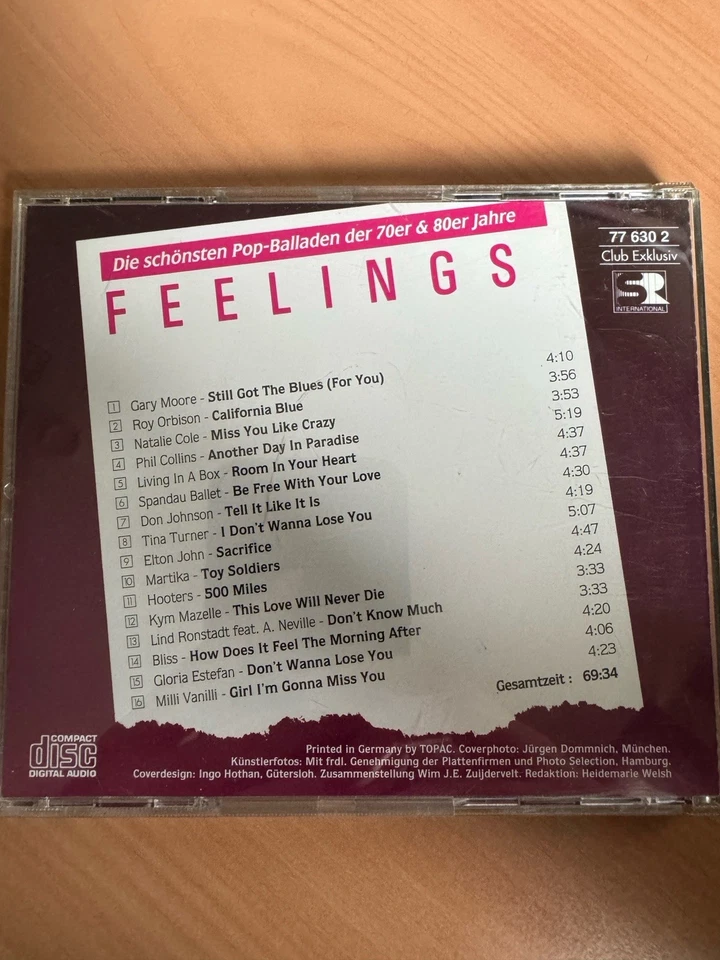 Die schönsten Pop-Balladen der 70er & 80er Jahre
FEELINGS
77 630 2
Club Exklusiv
SR
INTERNATIONAL
1 Gary Moore - Still Got The Blues (For You) 4:10
2 Roy Orbison - California Blue 3:56
3 Natalie Cole - Miss You Like Crazy 3:53
4 Phil Collins - Another Day In Paradise 5:19
5 Living In A Box - Room In Your Heart 4:37
6 Spandau Ballet - Be Free With Your Love 4:37
7 Don Johnson - Tell It Like It Is 4:30
8 Tina Turner - I Don't Wanna Lose You 4:19
9 Elton John - Sacrifice 5:07
10 Martika - Toy Soldiers 4:47
11 Hooters - 500 Miles 4:24
12 Kym Mazelle - This Love Will Never Die 3:33
13 Lind Ronstadt feat. A. Neville - Don't Know Much 3:33
14 Bliss - How Does It Feel The Morning After 4:20
15 Gloria Estefan - Don't Wanna Lose You 4:06
16 Milli Vanilli - Girl I'm Gonna Miss You 4:23
Gesamtzeit : 69:34
COMPACT
disc
DIGITAL AUDIO
Printed in Germany by TOPAC. Coverphoto: Jürgen Dommnich, München.
Künstlerfotos: Mit frdl. Genehmigung der Plattenfirmen und Photo Selection, Hamburg.
Coverdesign: Ingo Hothan, Gütersloh. Zusammenstellung Wim J.E. Zuijdervelt. Redaktion: Heidemarie Welsh